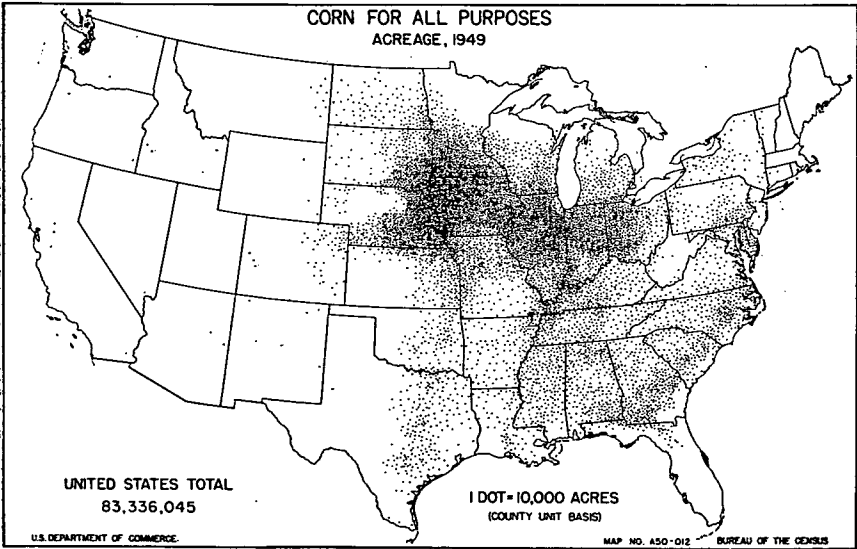 CORN FOR ALL PURPOSES
ACREAGE, 1949
UNITED STATES TOTAL
83,336,045
1 DOT=10,000 ACRES
(COUNTY UNIT BASIS)
U.S. DEPARTMENT OF COMMERCE.
MAP NO. A50-012
BUREAU OF THE CENSUS